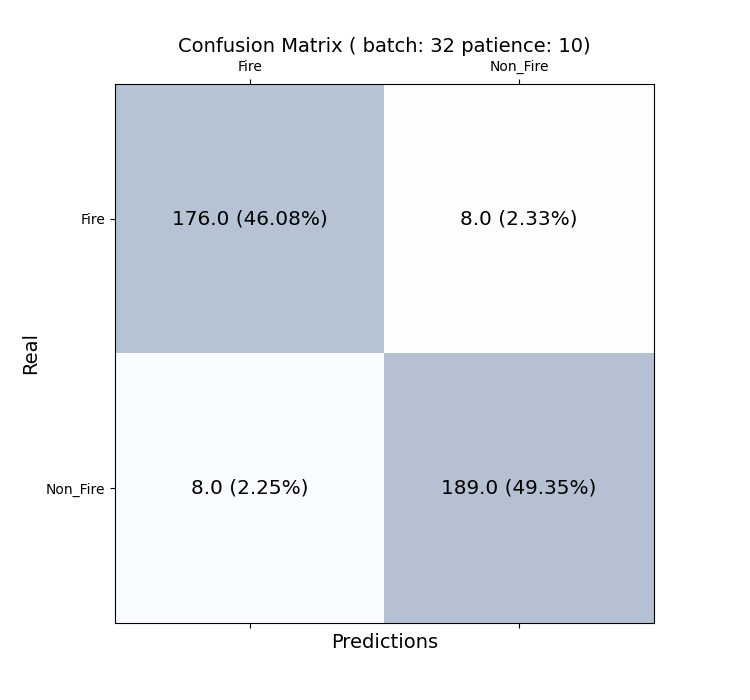 Confusion Matrix ( batch: 32 patience: 10)
Fire Non_Fire
Fire 176.0 (46.08%) 8.0 (2.33%)
Real
Non_Fire 8.0 (2.25%) 189.0 (49.35%)
Predictions